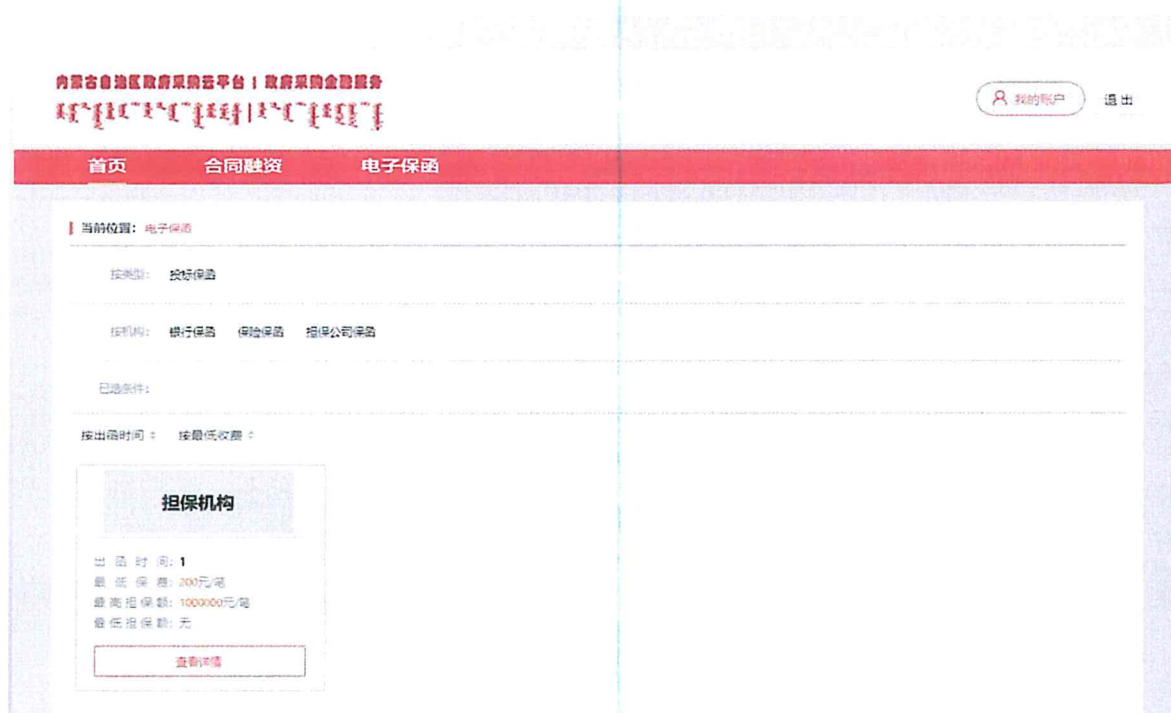 内蒙古自治区政府采购云平台 | 政府采购金融服务
我的账户 退出
首页 合同融资 电子保函
当前位置: 电子保函
按类型: 投标保函
按机构: 银行保函 保险保函 担保公司保函
已选条件:
按出函时间 按最低收费
担保机构
出函时间: 1
最低保费: 200元/笔
最高担保额: 1000000元/笔
最低担保额: 无
查看详情